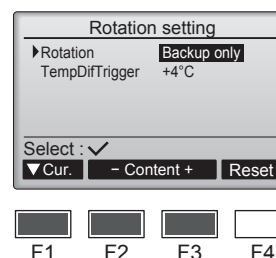 Rotation setting
Rotation Backup only
TempDifTrigger +4°C
Select :
▼Cur. − Content + Reset
F1 F2 F3 F4